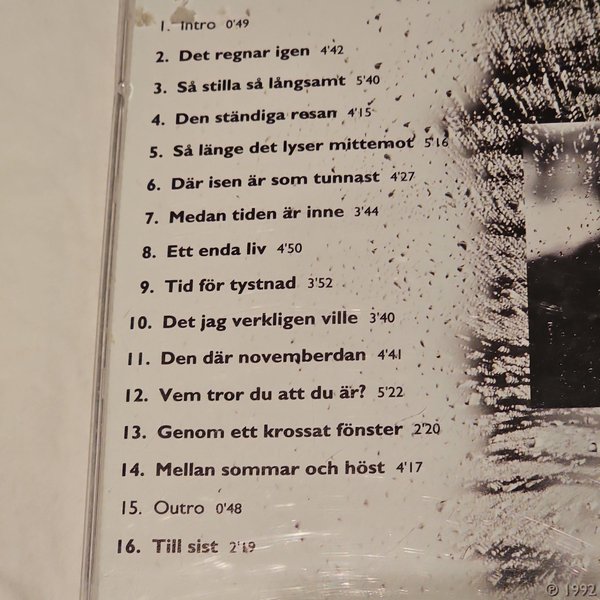 1. Intro 0'49
2. Det regnar igen 4'42
3. Så stilla så långsamt 5'40
4. Den ständiga resan 4'15
5. Så länge det lyser mittemot 5'16
6. Där isen är som tunnast 4'27
7. Medan tiden är inne 3'44
8. Ett enda liv 4'50
9. Tid för tystnad 3'52
10. Det jag verkligen ville 3'40
11. Den där novemberdan 4'41
12. Vem tror du att du är? 5'22
13. Genom ett krossat fönster 2'20
14. Mellan sommar och höst 4'17
15. Outro 0'48
16. Till sist 2'19
℗ 1992